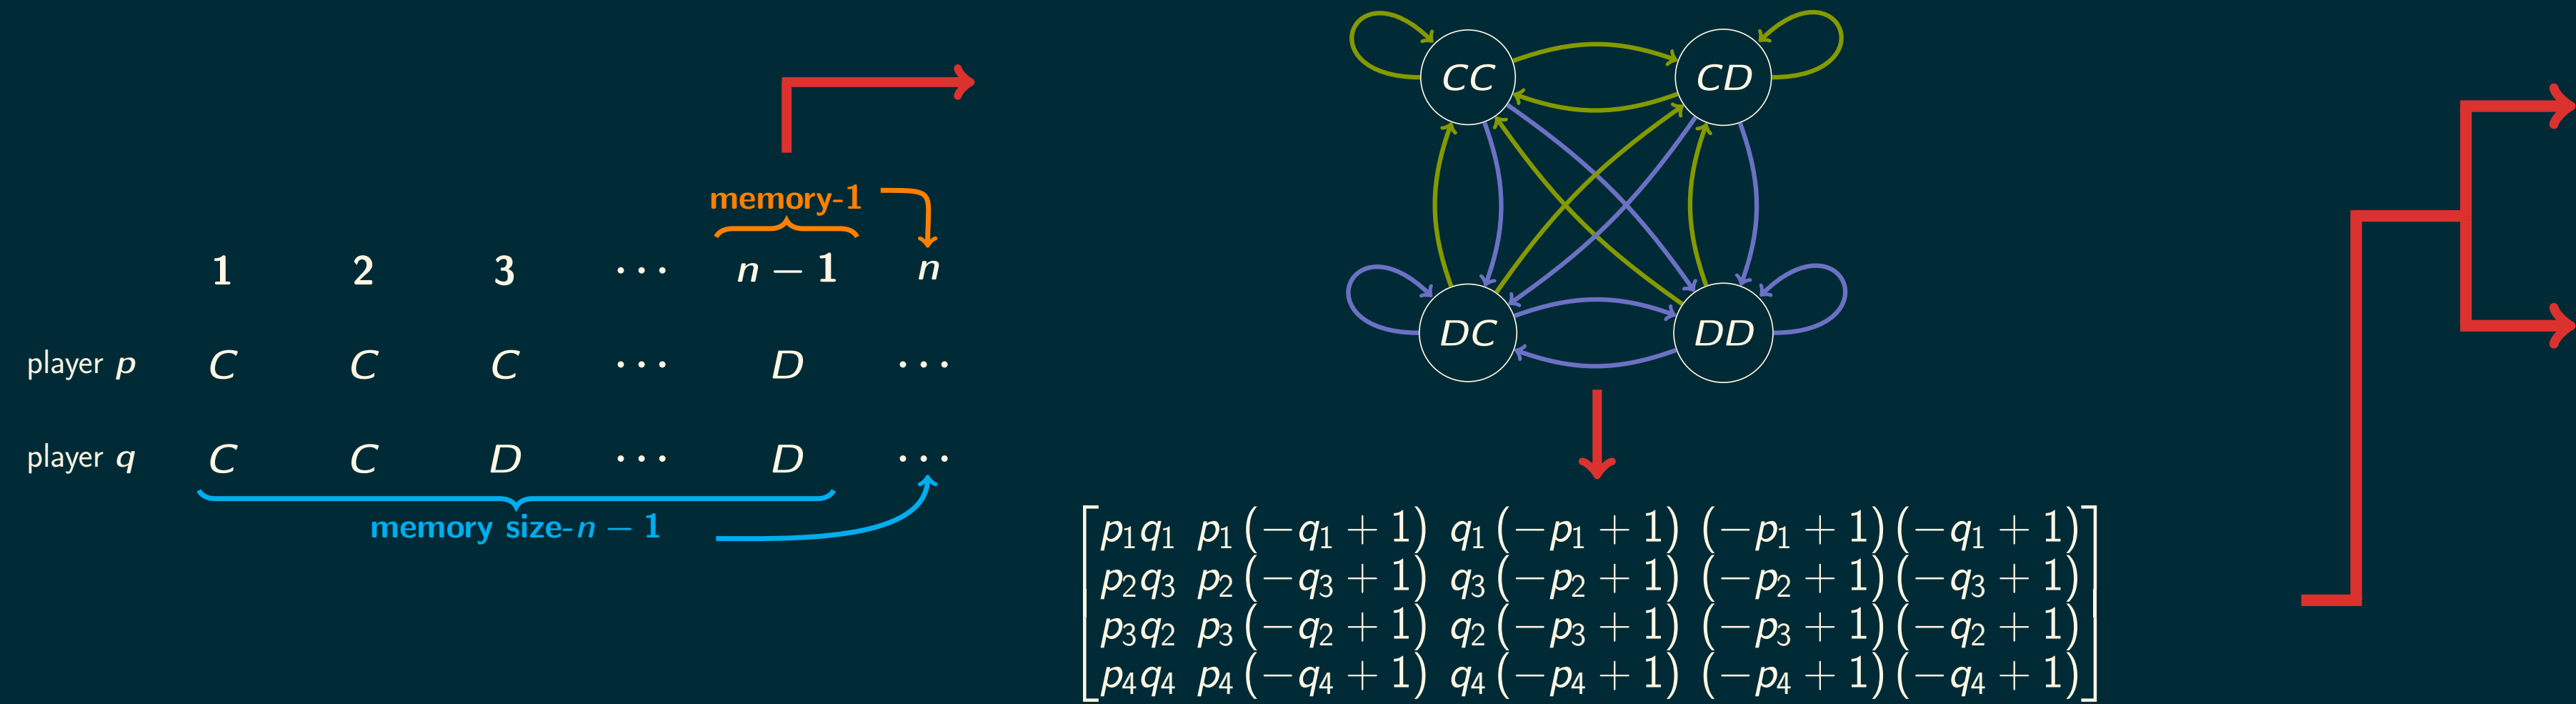 memory-1
1 2 3 ⋯ n − 1 n
player p C C C ⋯ D ⋯
player q C C D ⋯ D ⋯
memory size-n − 1
CC CD
DC DD
[p₁q₁ p₁(−q₁ + 1) q₁(−p₁ + 1) (−p₁ + 1)(−q₁ + 1)
p₂q₃ p₂(−q₃ + 1) q₃(−p₂ + 1) (−p₂ + 1)(−q₃ + 1)
p₃q₂ p₃(−q₂ + 1) q₂(−p₃ + 1) (−p₃ + 1)(−q₂ + 1)
p₄q₄ p₄(−q₄ + 1) q₄(−p₄ + 1) (−p₄ + 1)(−q₄ + 1)]